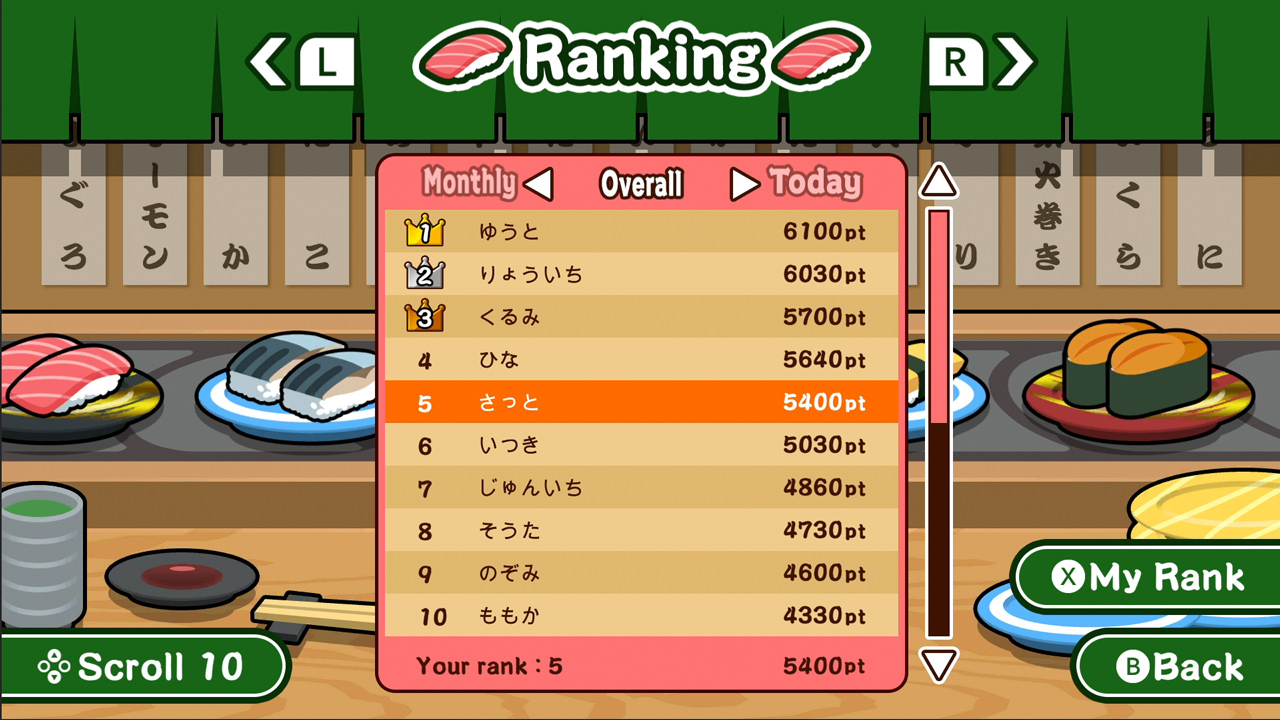 L Ranking R
Monthly Overall Today
1 ゆうと 6100pt
2 りょういち 6030pt
3 くるみ 5700pt
4 ひな 5640pt
5 さっと 5400pt
6 いつき 5030pt
7 じゅんいち 4860pt
8 そうた 4730pt
9 のぞみ 4600pt
10 ももか 4330pt
Your rank : 5 5400pt
ぐろ
ーモン
か
こ
り
火巻き
くら
に
X My Rank
Scroll 10
B Back